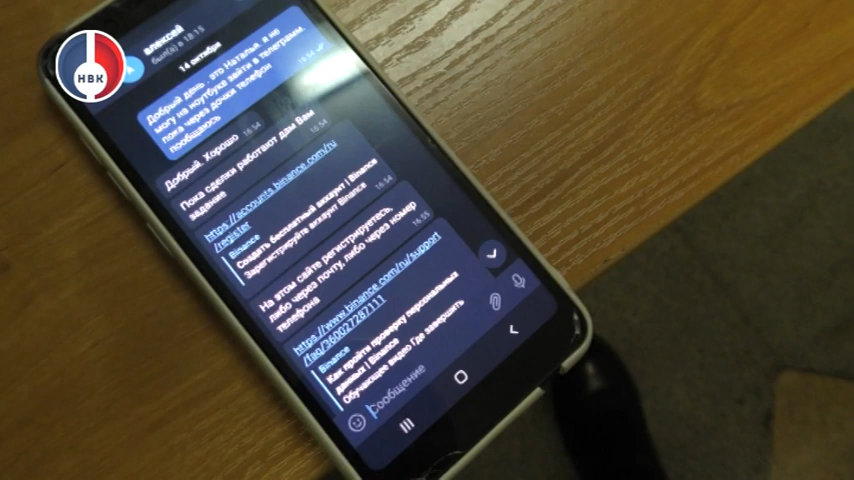 НВК
алексей
был(а) в 18:15
14 октября
Добрый день , это Наталья. я не
могу на ноутбуке зайти в телеграмм.
пока через дочки телефон
пообщаюсь
16:54
Добрый. Хорошо 16:54
Пока сделки работают дам Вам
задание
16:54
https://accounts.binance.com/ru
/register
Binance
Создать бесплатный аккаунт | Binance
Зарегистрируйте аккаунт Binance
16:54
На этом сайте регистрируетесь,
либо через почту, либо через номер
телефона
16:55
https://www.binance.com/ru/support
/faq/360027287111
Binance
Как пройти проверку персональных
данных | Binance
Обучающее видео Где завершить
Сообщение